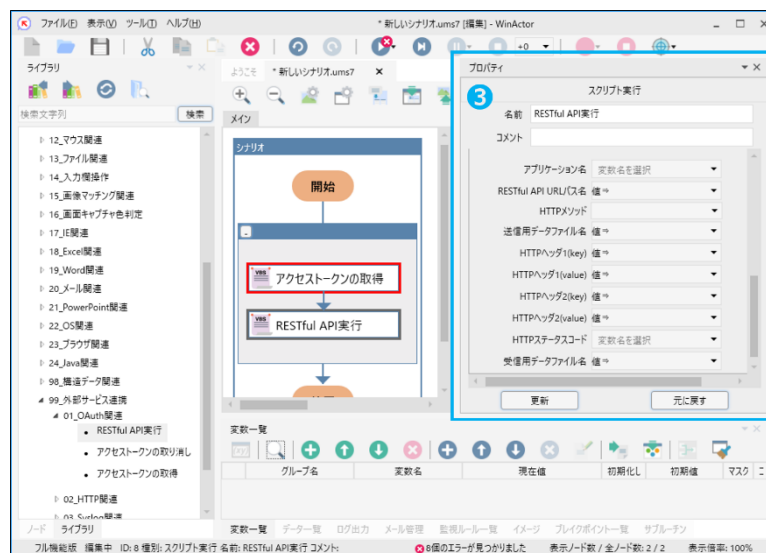 ファイル(F) 表示(V) ツール(T) ヘルプ(H)
* 新しいシナリオ.ums7 [編集] - WinActor
+0
ライブラリ
検索文字列
検索
12_マウス関連
13_ファイル関連
14_入力欄操作
15_画像マッチング関連
16_画面キャプチャ色判定
17_IE関連
18_Excel関連
19_Word関連
20_メール関連
21_PowerPoint関連
22_OS関連
23_ブラウザ関連
24_Java関連
98_構造データ関連
99_外部サービス連携
01_OAuth関連
RESTful API実行
アクセストークンの取り消し
アクセストークンの取得
02_HTTP関連
03_Syslog関連
ノード ライブラリ
ようこそ * 新しいシナリオ.ums7
メイン
シナリオ
開始
アクセストークンの取得
RESTful API実行
プロパティ
3
スクリプト実行
名前 RESTful API実行
コメント
アプリケーション名 変数名を選択
RESTful API URLパス名 値⇒
HTTPメソッド
送信用データファイル名 値⇒
HTTPヘッダ1(key) 値⇒
HTTPヘッダ1(value) 値⇒
HTTPヘッダ2(key) 値⇒
HTTPヘッダ2(value) 値⇒
HTTPステータスコード 変数名を選択
受信用データファイル名 値⇒
更新 元に戻す
変数一覧
グループ名 変数名 現在値 初期化し 初期値 マスク
変数一覧 データ一覧 ログ出力 メール管理 監視ルール一覧 イメージ ブレイクポイント一覧 サブルーチン
フル機能版 編集中 ID: 8 種別: スクリプト実行 名前: RESTful API実行 コメント: 8個のエラーが見つかりました 表示ノード数 / 全ノード数: 2 / 2 表示倍率: 100%